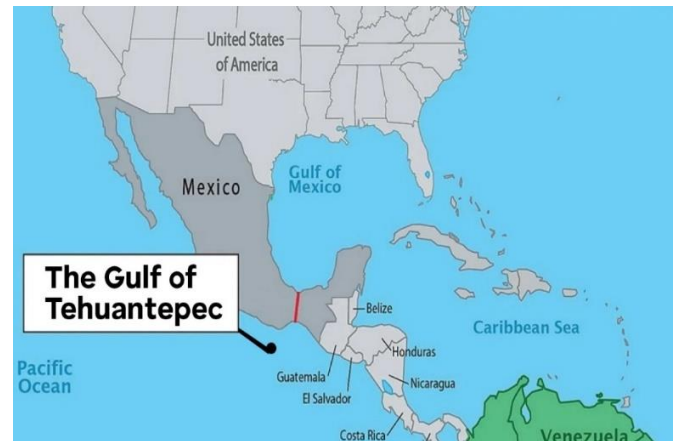 United States
of America
Gulf of
Mexico
Mexico
The Gulf of
Tehuantepec
Belize
Caribbean Sea
Honduras
Pacific
Ocean
Guatemala
Nicaragua
El Salvador
Costa Rica
Venezuela